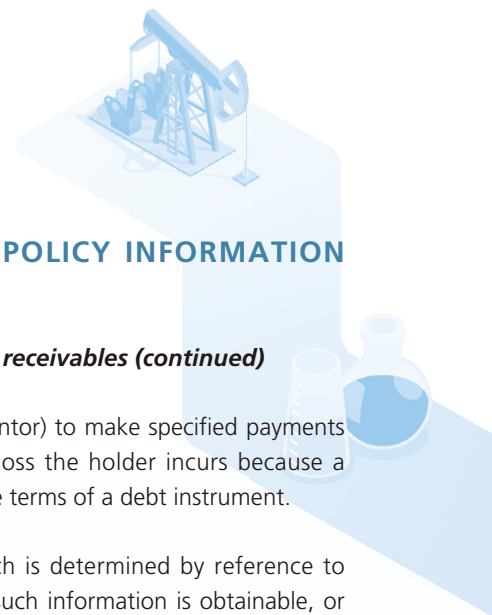 POLICY INFORMATION
receivables (continued)
ntor) to make specified payments
oss the holder incurs because a
e terms of a debt instrument.
h is determined by reference to
such information is obtainable, or